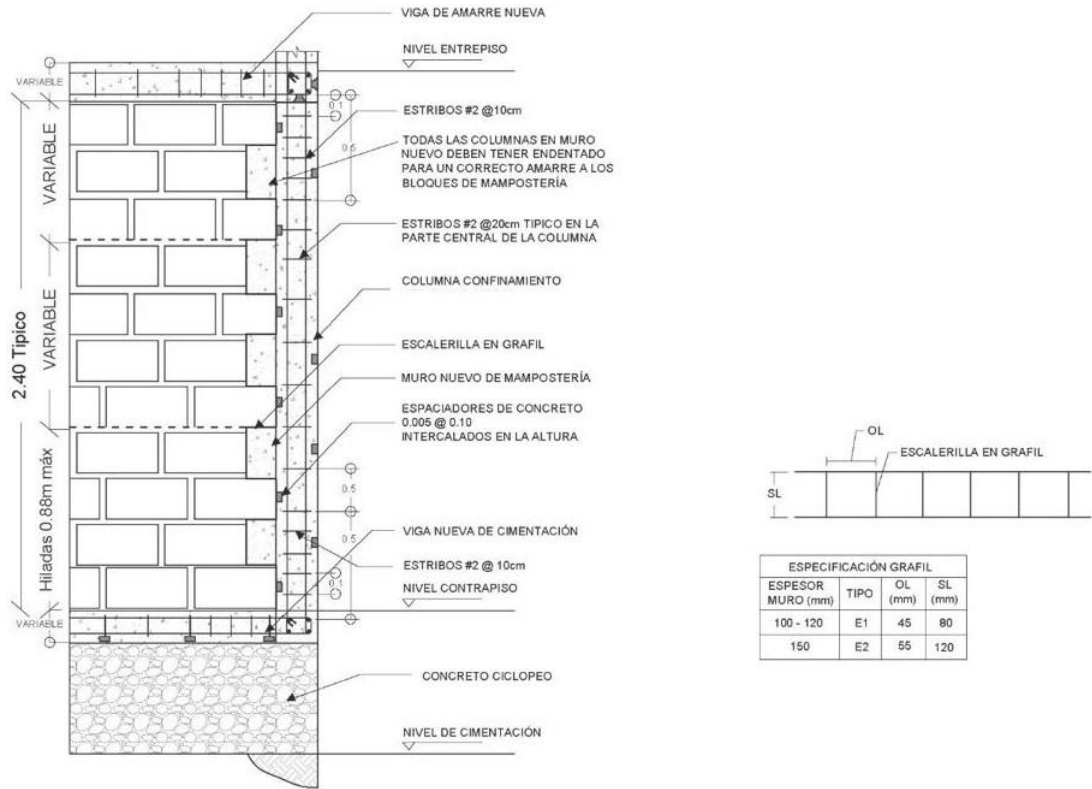 VIGA DE AMARRE NUEVA
NIVEL ENTREPISO
VARIABLE
0.1
ESTRIBOS #2 @10cm
0.5
TODAS LAS COLUMNAS EN MURO
NUEVO DEBEN TENER ENDENTADO
PARA UN CORRECTO AMARRE A LOS
BLOQUES DE MAMPOSTERÍA
VARIABLE
ESTRIBOS #2 @20cm TIPICO EN LA
PARTE CENTRAL DE LA COLUMNA
COLUMNA CONFINAMIENTO
VARIABLE
2.40 Tipico
ESCALERILLA EN GRAFIL
MURO NUEVO DE MAMPOSTERÍA
ESPACIADORES DE CONCRETO
0.005 @ 0.10
INTERCALADOS EN LA ALTURA
0.5
0.5
Hiladas 0.88m máx
VIGA NUEVA DE CIMENTACIÓN
ESTRIBOS #2 @ 10cm
0.1
NIVEL CONTRAPISO
VARIABLE
CONCRETO CICLOPEO
NIVEL DE CIMENTACIÓN
OL
ESCALERILLA EN GRAFIL
SL
ESPECIFICACIÓN GRAFIL
ESPESOR MURO (mm) TIPO OL (mm) SL (mm)
100 - 120 E1 45 80
150 E2 55 120